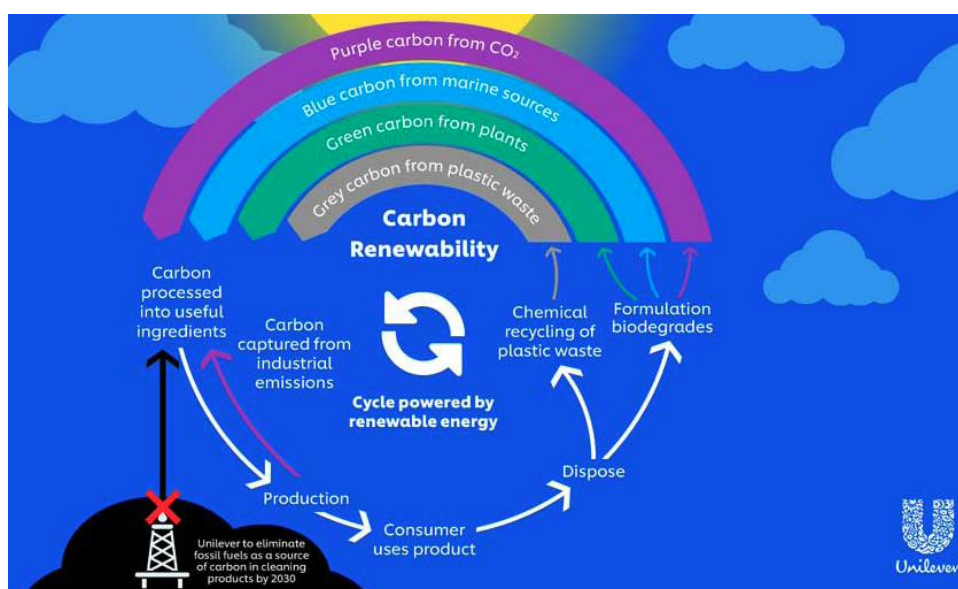 Purple carbon from CO₂
Blue carbon from marine sources
Green carbon from plants
Grey carbon from plastic waste
Carbon
Renewability
Carbon
processed
into useful
ingredients
Carbon
captured from
industrial
emissions
Chemical
recycling of
plastic waste
Formulation
biodegrades
Cycle powered by
renewable energy
Dispose
Production
Consumer
uses product
Unilever to eliminate
fossil fuels as a source
of carbon in cleaning
products by 2030
Unilever